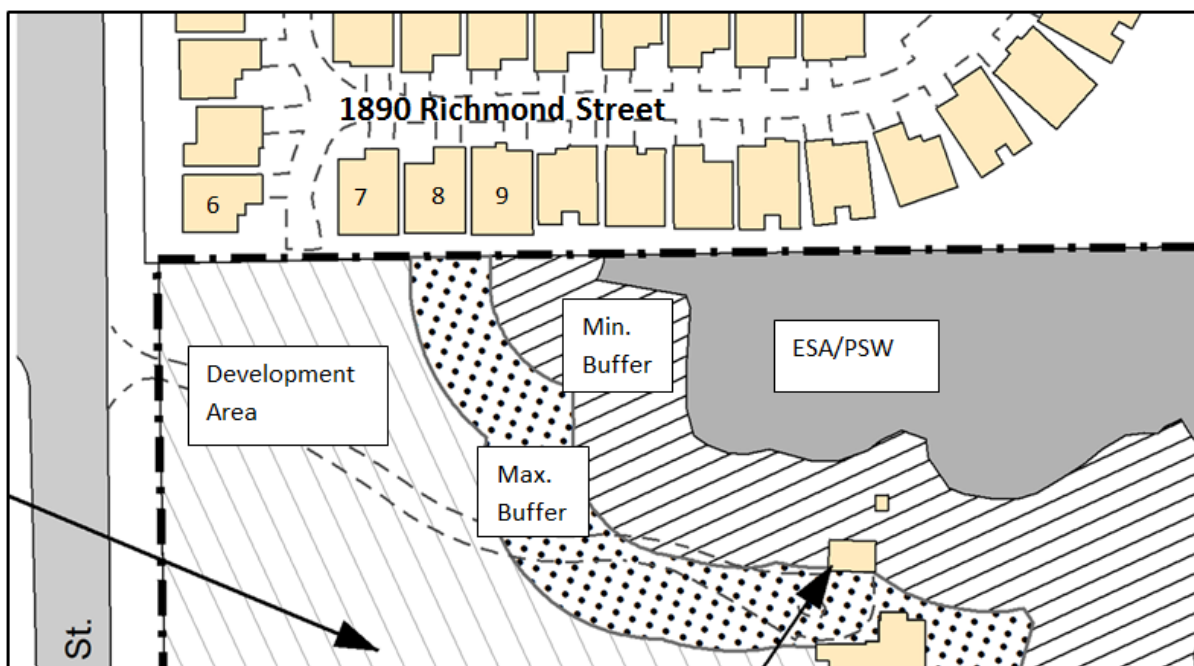 1890 Richmond Street
6
7
8
9
Min.
Buffer
ESA/PSW
Development
Area
Max.
Buffer
St.